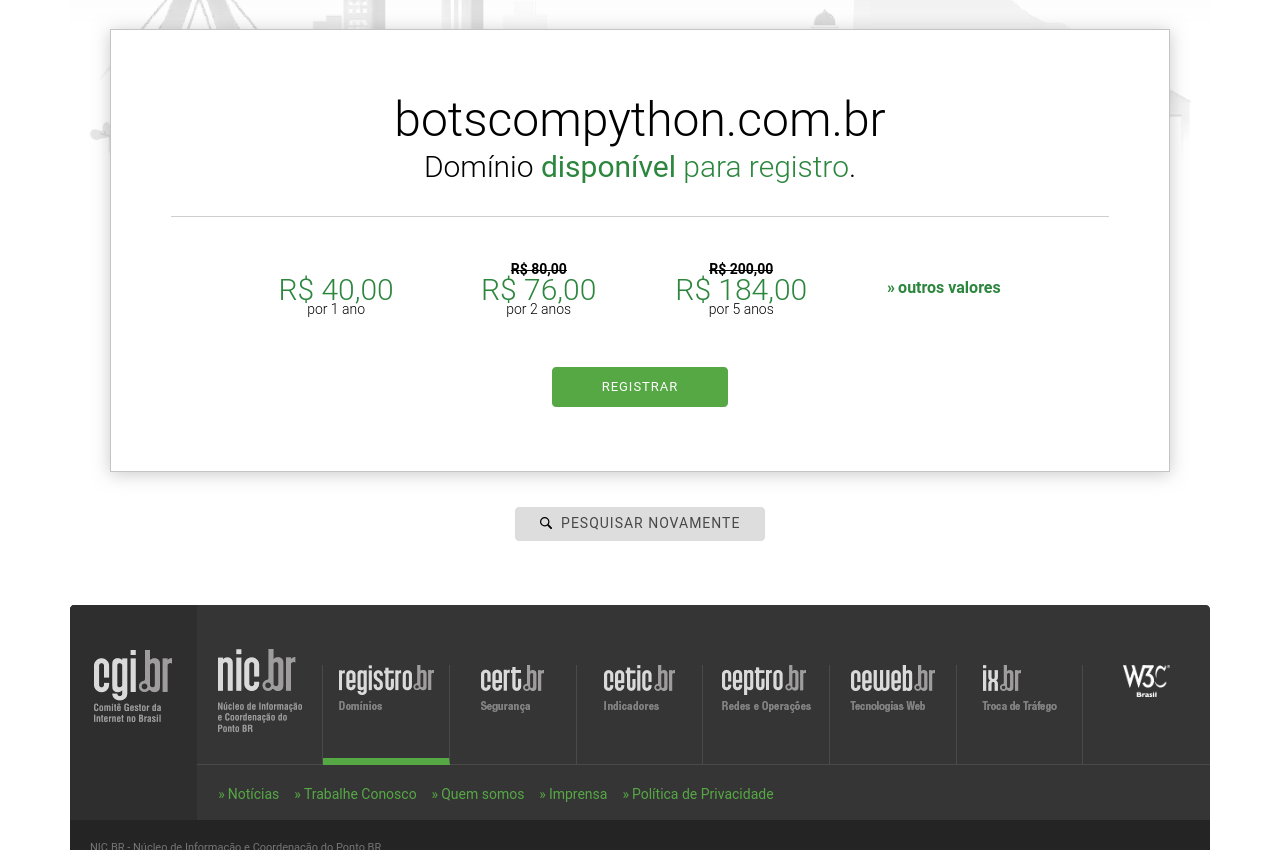 botscompython.com.br
Domínio disponível para registro.
R$ 80,00
R$ 200,00
R$ 40,00
R$ 76,00
R$ 184,00
» outros valores
por 1 ano
por 2 anos
por 5 anos
REGISTRAR
PESQUISAR NOVAMENTE
cgi.br
Comitê Gestor da
Internet no Brasil
nic.br
Núcleo de Informação
e Coordenação do
Ponto BR
registro.br
Domínios
cert.br
Segurança
cetic.br
Indicadores
ceptro.br
Redes e Operações
ceweb.br
Tecnologias Web
ix.br
Troca de Tráfego
W3C®
Brasil
» Notícias » Trabalhe Conosco » Quem somos » Imprensa » Política de Privacidade
NIC.BR - Núcleo de Informação e Coordenação do Ponto BR